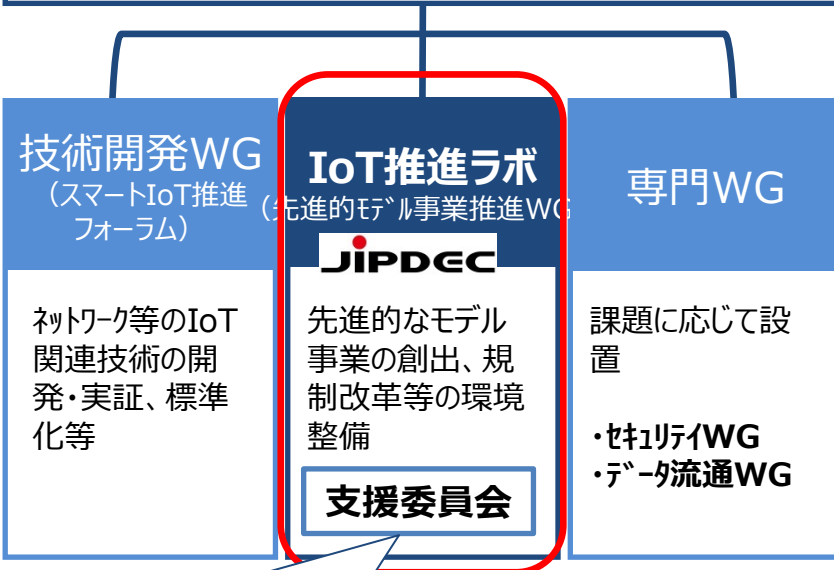 技術開発WG
（スマートIoT推進
フォーラム）
IoT推進ラボ
（先進的ﾓﾃﾞﾙ事業推進WG
JIPDEC
専門WG
ﾈｯﾄﾜｰｸ等のIoT
関連技術の開
発・実証、標準
化等
先進的なモデル
事業の創出、規
制改革等の環境
整備
支援委員会
課題に応じて設
置
・ｾｷｭﾘﾃｲWG
・ﾃﾞｰﾀ流通WG